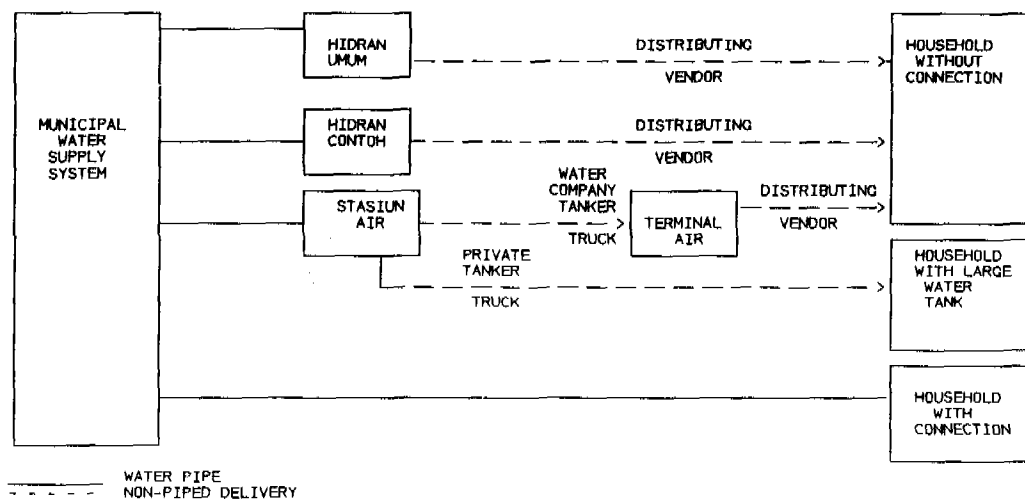 MUNICIPAL
WATER
SUPPLY
SYSTEM
HIDRAN
UMUM
DISTRIBUTING
VENDOR
HOUSEHOLD
WITHOUT
CONNECTION
HIDRAN
CONTOH
DISTRIBUTING
VENDOR
STASIUN
AIR
WATER
COMPANY
TANKER
TRUCK
TERMINAL
AIR
DISTRIBUTING
VENDOR
PRIVATE
TANKER
TRUCK
HOUSEHOLD
WITH LARGE
WATER
TANK
HOUSEHOLD
WITH
CONNECTION
WATER PIPE
NON-PIPED DELIVERY